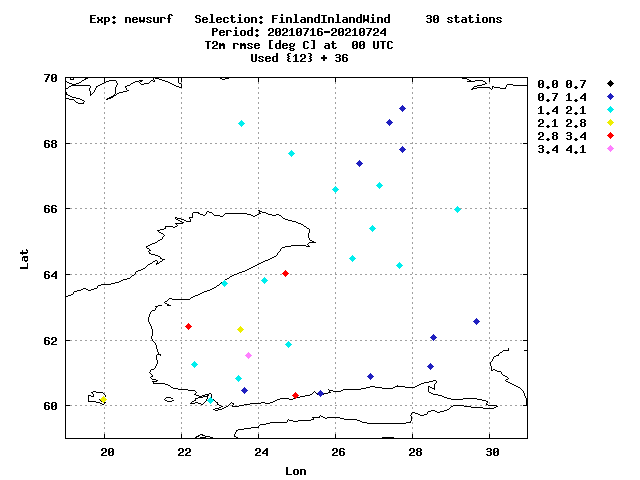 Exp: newsurf   Selection: FinlandInlandWind     30 stations
Period: 20210716-20210724
T2m rmse [deg C] at  00 UTC
Used {12} + 36
70
68
66
64
62
60
Lat
20 22 24 26 28 30
Lon
0.0 0.7
0.7 1.4
1.4 2.1
2.1 2.8
2.8 3.4
3.4 4.1